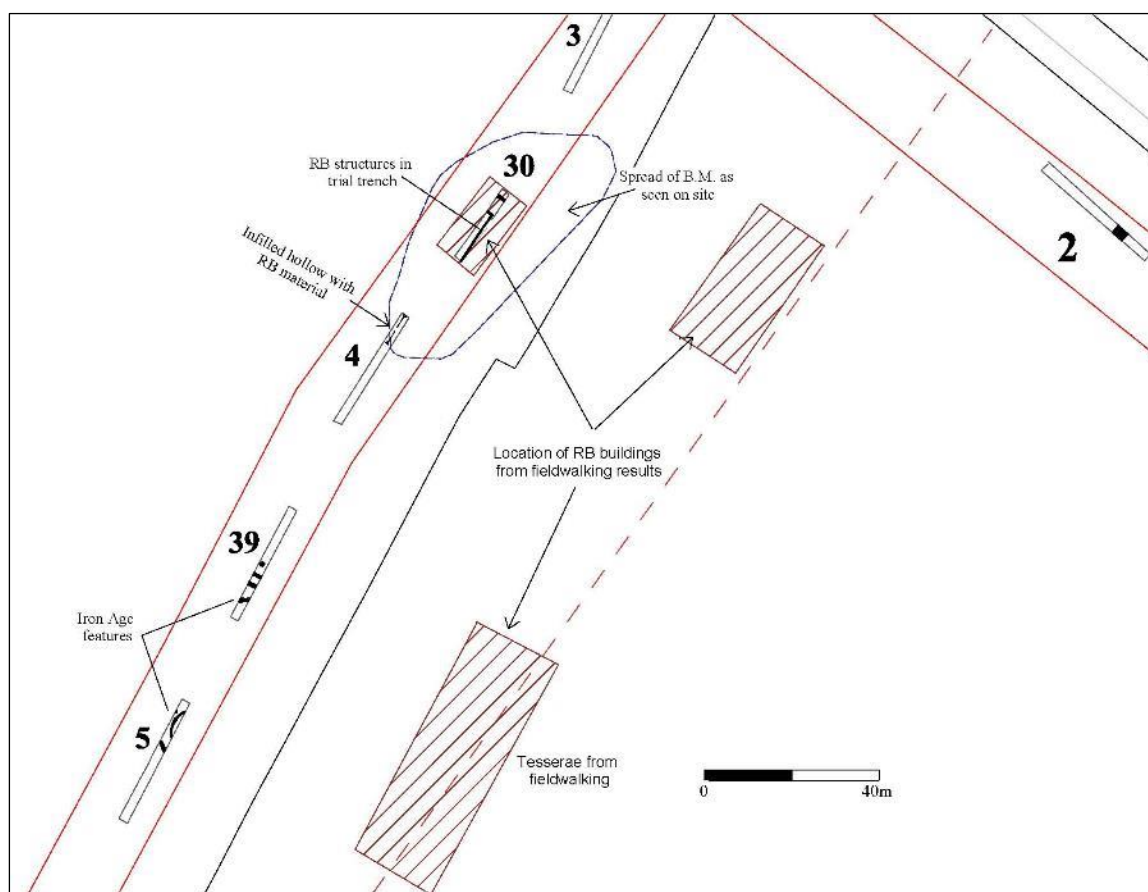 3
30
RB structures in
trial trench
Spread of B.M. as
seen on site
2
Infilled hollow with
RB material
4
Location of RB buildings
from fieldwalking results
39
Iron Age
features
5
Tesserae from
fieldwalking
0 40m